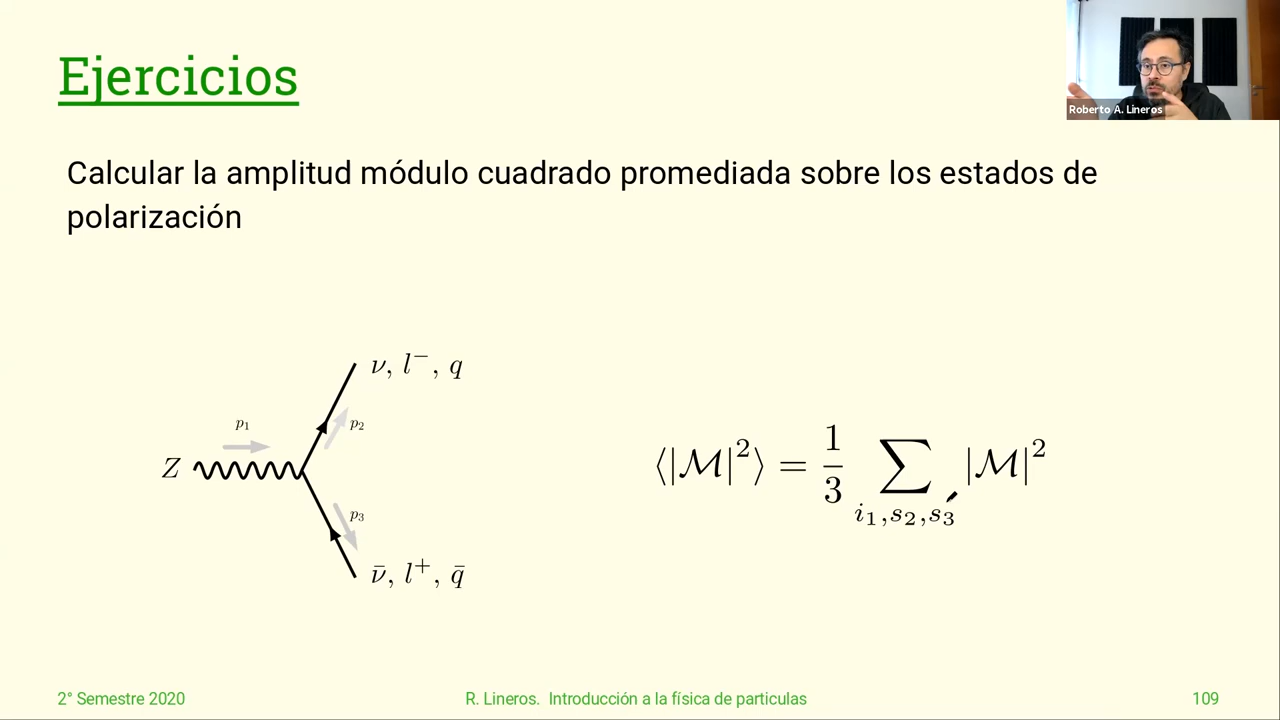 Ejercicios
Roberto A. Lineros
Calcular la amplitud módulo cuadrado promediada sobre los estados de
polarización
ν, l⁻, q
p₁
p₂
Z
⟨|ℳ|²⟩ = 1/3 ∑ i₁,s₂,s₃ |ℳ|²
p₃
ν̄, l⁺, q̄
2° Semestre 2020
R. Lineros. Introducción a la física de particulas
109